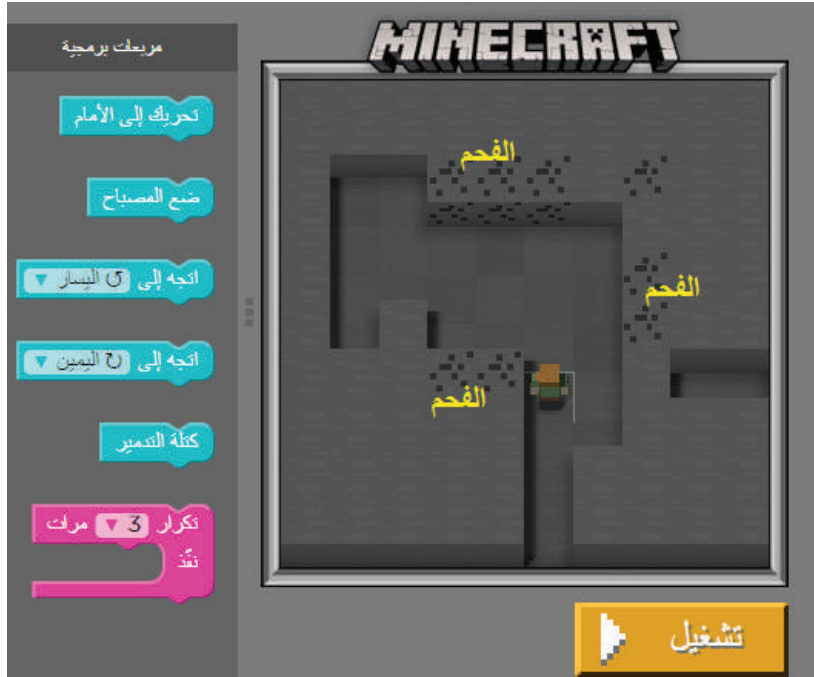 مربعات برمجية
MINECRAFT
تحريك إلى الأمام
ضع المصباح
اتجه إلى ↺ اليسار ▼
اتجه إلى ↻ اليمين ▼
كتلة التدمير
تكرار 3 ▼ مرات
نفّذ
الفحم
الفحم
الفحم
تشغيل